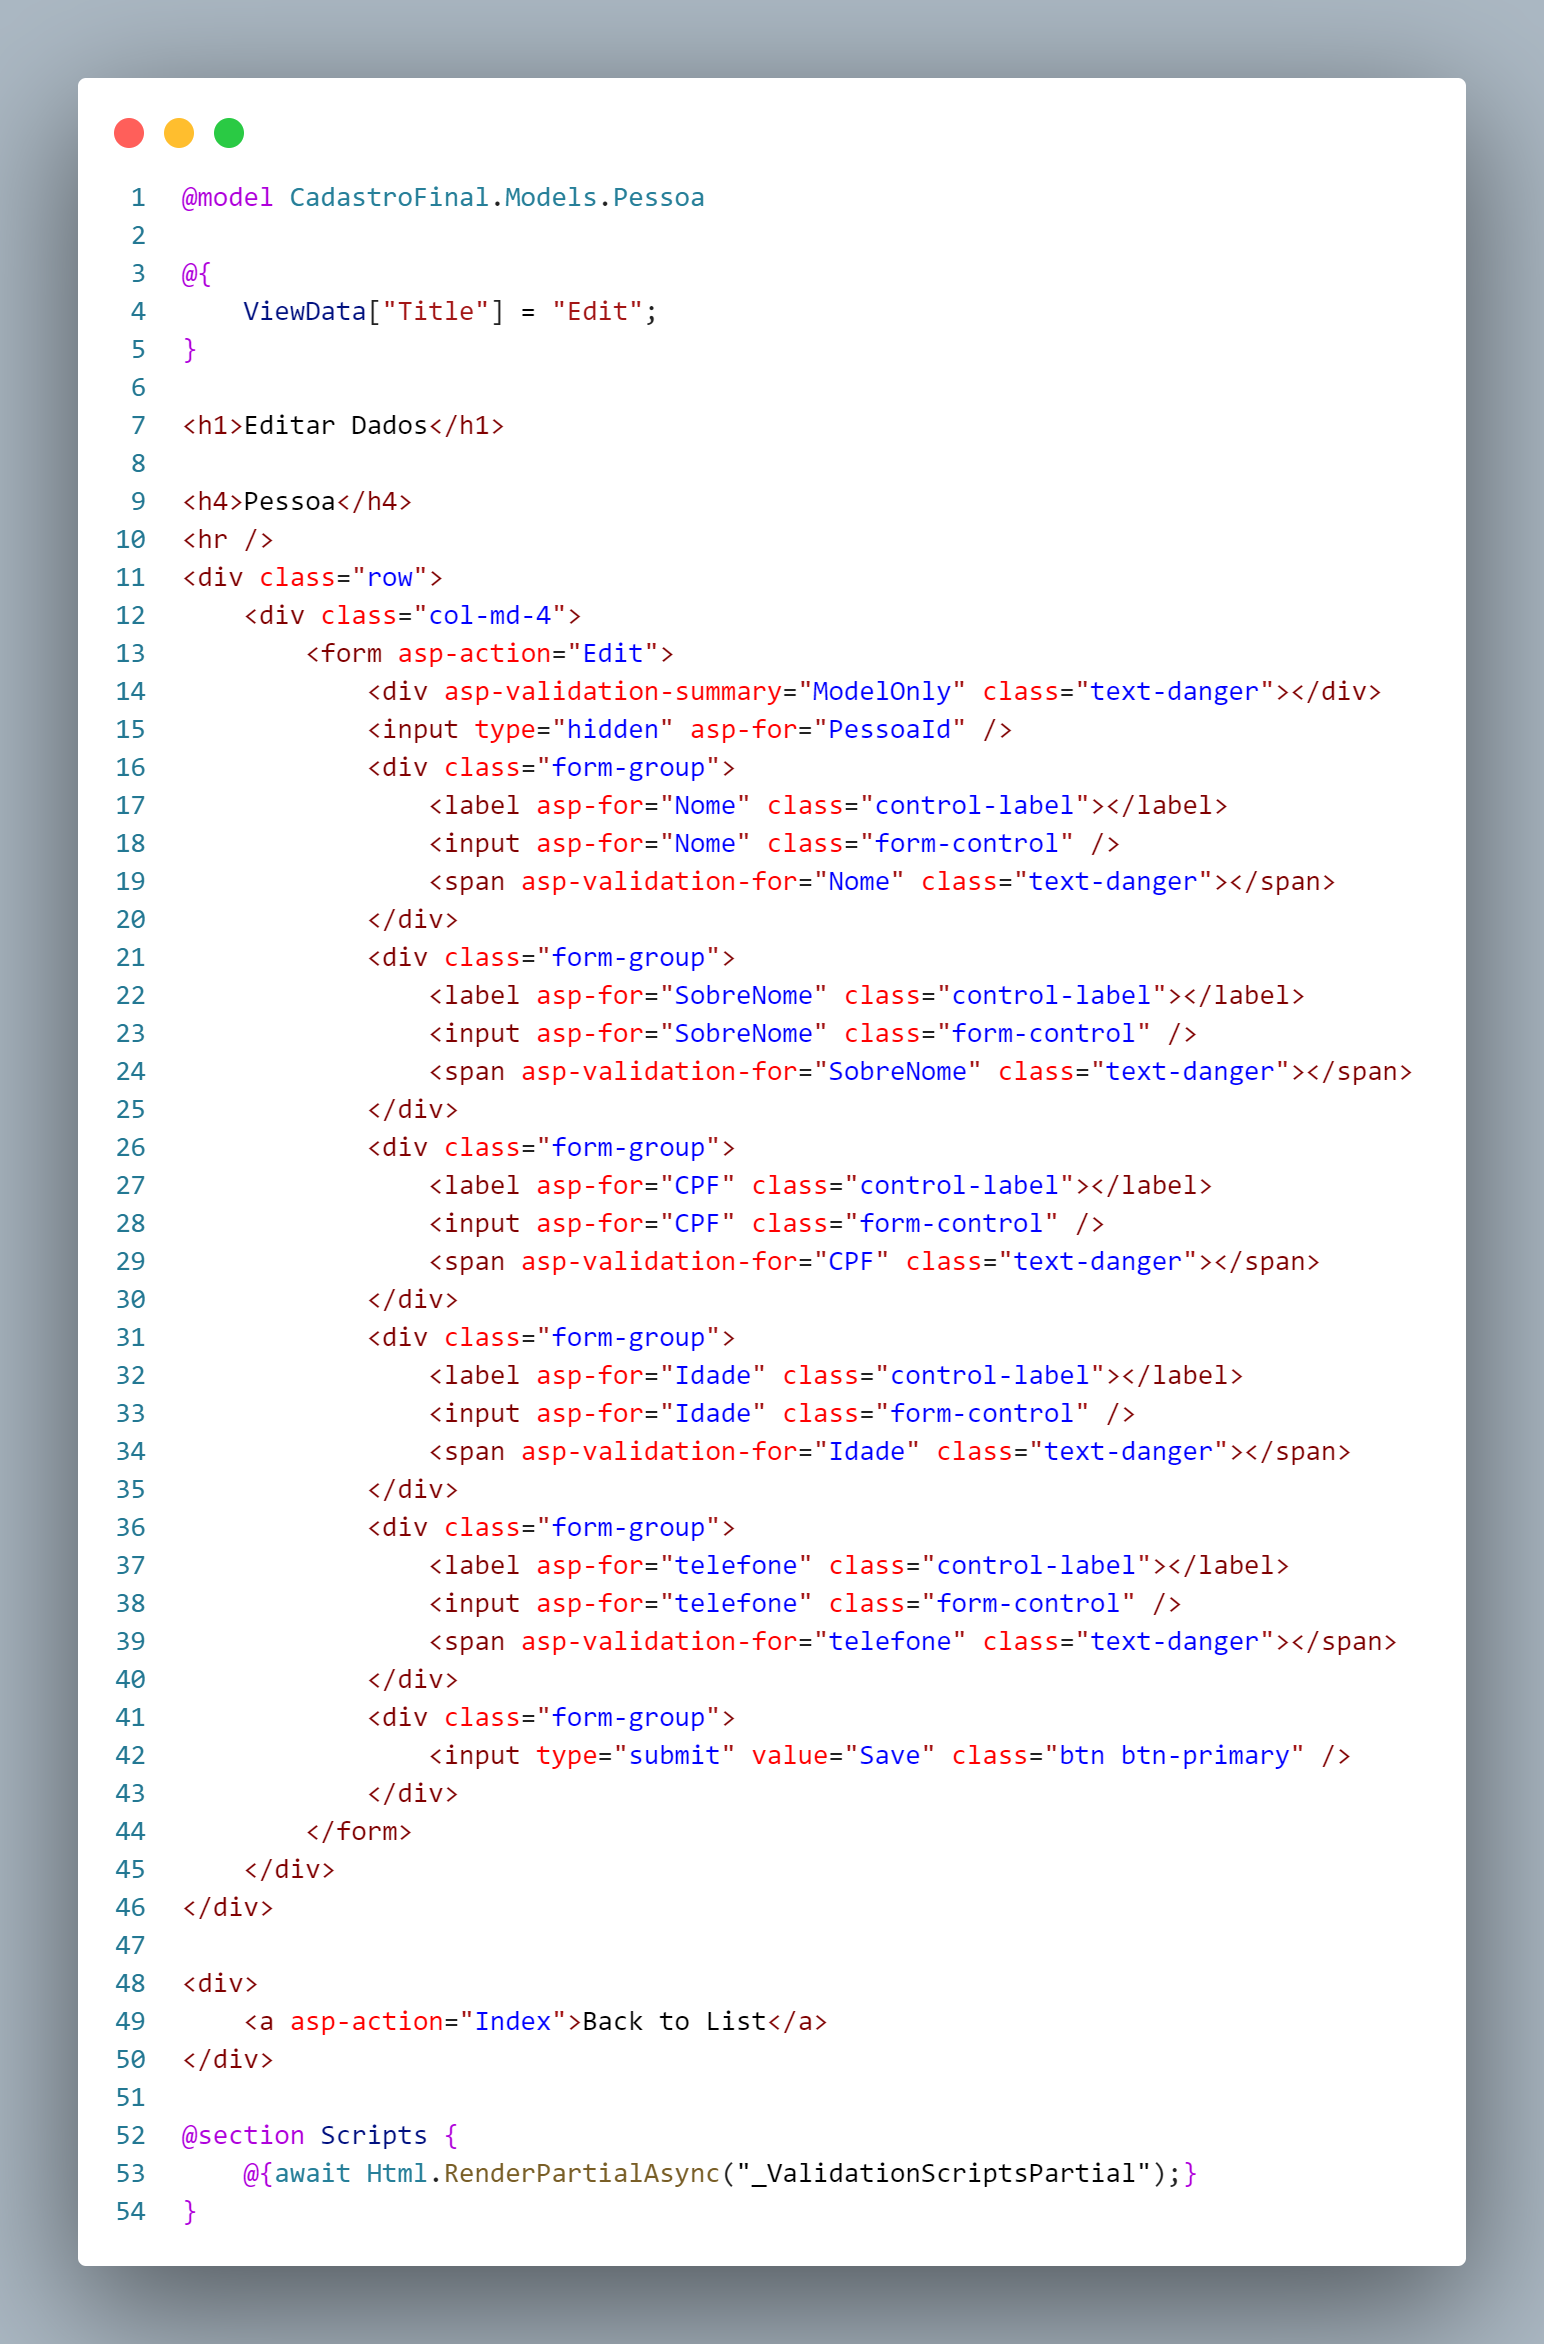 1 @model CadastroFinal.Models.Pessoa
2
3 @{
4     ViewData["Title"] = "Edit";
5 }
6
7 <h1>Editar Dados</h1>
8
9 <h4>Pessoa</h4>
10 <hr />
11 <div class="row">
12     <div class="col-md-4">
13         <form asp-action="Edit">
14             <div asp-validation-summary="ModelOnly" class="text-danger"></div>
15             <input type="hidden" asp-for="PessoaId" />
16             <div class="form-group">
17                 <label asp-for="Nome" class="control-label"></label>
18                 <input asp-for="Nome" class="form-control" />
19                 <span asp-validation-for="Nome" class="text-danger"></span>
20             </div>
21             <div class="form-group">
22                 <label asp-for="SobreNome" class="control-label"></label>
23                 <input asp-for="SobreNome" class="form-control" />
24                 <span asp-validation-for="SobreNome" class="text-danger"></span>
25             </div>
26             <div class="form-group">
27                 <label asp-for="CPF" class="control-label"></label>
28                 <input asp-for="CPF" class="form-control" />
29                 <span asp-validation-for="CPF" class="text-danger"></span>
30             </div>
31             <div class="form-group">
32                 <label asp-for="Idade" class="control-label"></label>
33                 <input asp-for="Idade" class="form-control" />
34                 <span asp-validation-for="Idade" class="text-danger"></span>
35             </div>
36             <div class="form-group">
37                 <label asp-for="telefone" class="control-label"></label>
38                 <input asp-for="telefone" class="form-control" />
39                 <span asp-validation-for="telefone" class="text-danger"></span>
40             </div>
41             <div class="form-group">
42                 <input type="submit" value="Save" class="btn btn-primary" />
43             </div>
44         </form>
45     </div>
46 </div>
47
48 <div>
49     <a asp-action="Index">Back to List</a>
50 </div>
51
52 @section Scripts {
53     @{await Html.RenderPartialAsync("_ValidationScriptsPartial");}
54 }